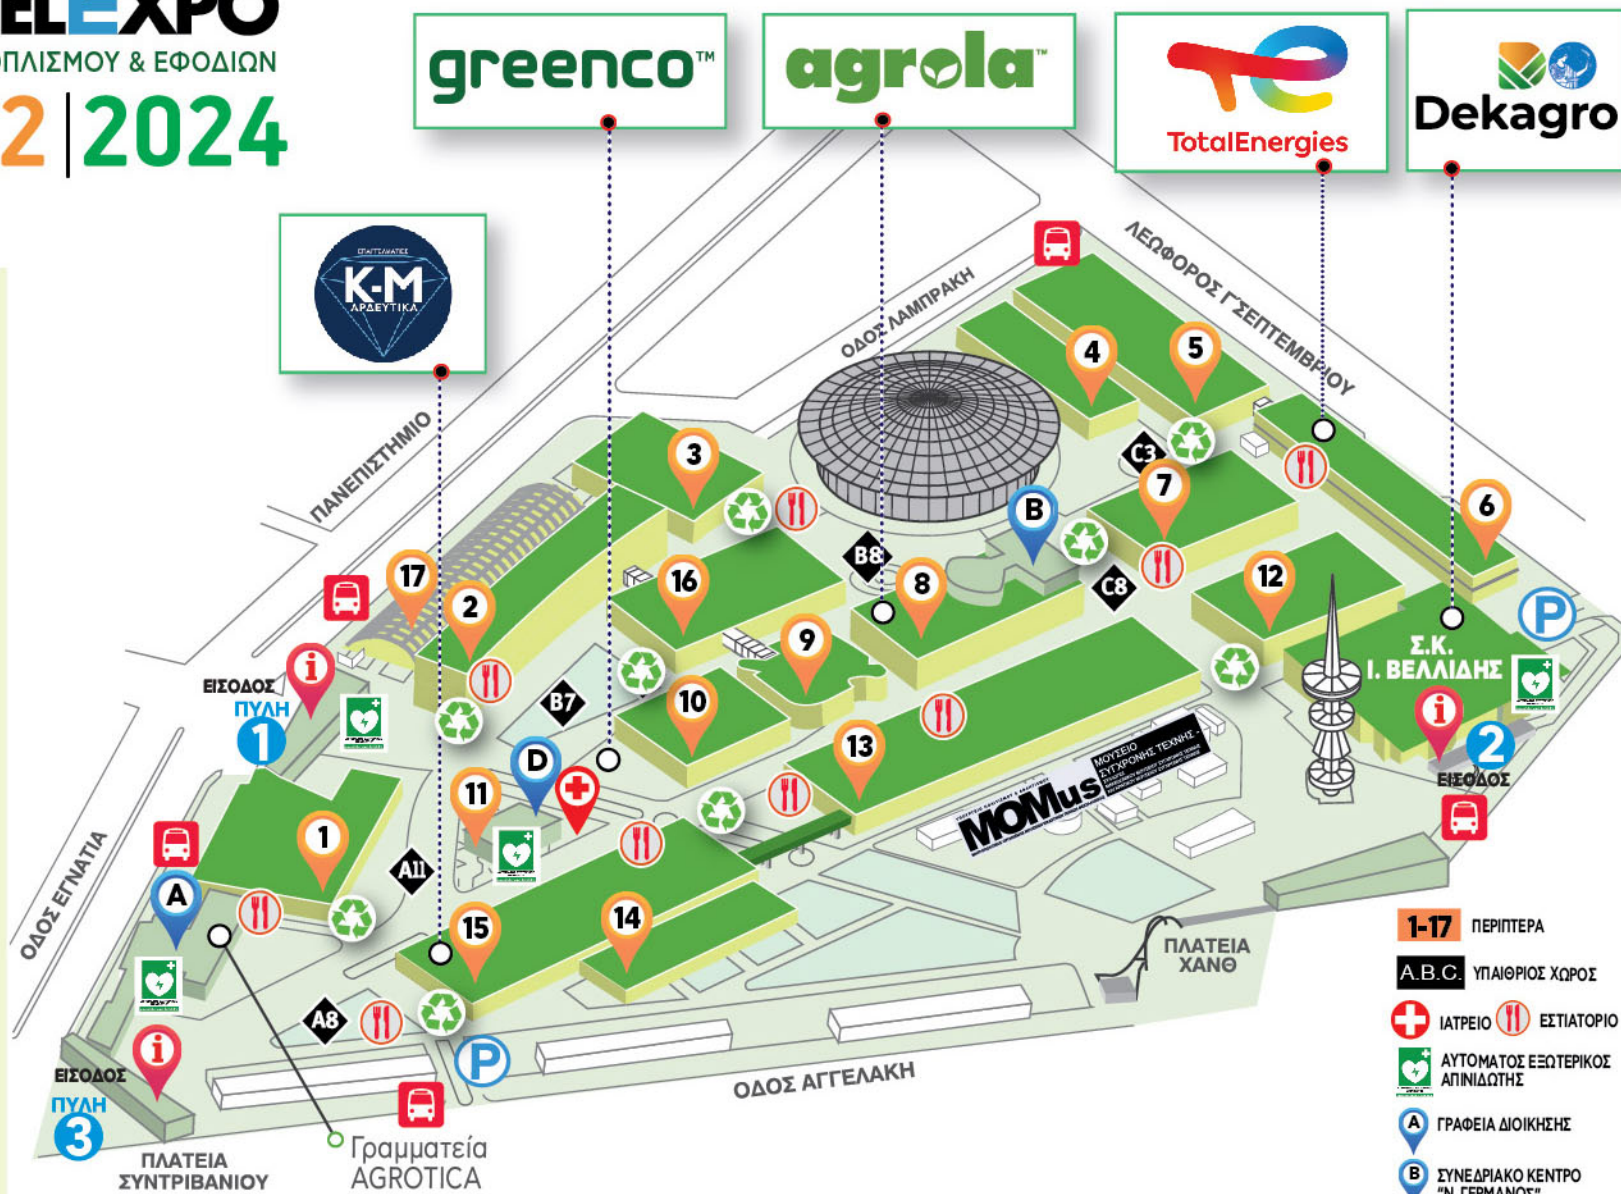 ELEXPO
ΟΠΛΙΣΜΟΥ & ΕΦΟΔΙΩΝ
2 | 2024
greenco™
agrola™
TotalEnergies
Dekagro
ΕΠΑΓΓΕΛΜΑΤΙΕΣ
K-M
ΑΡΔΕΥΤΙΚΑ
ΛΕΩΦΟΡΟΣ Γ'ΣΕΠΤΕΜΒΡΙΟΥ
ΟΔΟΣ ΛΑΜΠΡΑΚΗ
ΠΑΝΕΠΙΣΤΗΜΙΟ
4
5
3
C3
7
6
B
B8
C8
17
2
16
8
12
P
9
Σ.Κ.
Ι. ΒΕΛΛΙΔΗΣ
i
ΕΙΣΟΔΟΣ
ΠΥΛΗ
1
B7
10
13
i
2
ΕΙΣΟΔΟΣ
ΜΟΥΣΕΙΟ
ΣΥΓΧΡΟΝΗΣ ΤΕΧΝΗΣ -
MOMus
D
11
1
A11
A
ΟΔΟΣ ΕΓΝΑΤΙΑ
15
14
ΠΛΑΤΕΙΑ
ΧΑΝΘ
A8
P
i
ΕΙΣΟΔΟΣ
ΠΥΛΗ
3
ΟΔΟΣ ΑΓΓΕΛΑΚΗ
ΠΛΑΤΕΙΑ
ΣΥΝΤΡΙΒΑΝΙΟΥ
Γραμματεία
AGROTICA
1-17 ΠΕΡΙΠΤΕΡΑ
A.B.C. ΥΠΑΙΘΡΙΟΣ ΧΩΡΟΣ
ΙΑΤΡΕΙΟ ΕΣΤΙΑΤΟΡΙΟ
ΑΥΤΟΜΑΤΟΣ ΕΞΩΤΕΡΙΚΟΣ
ΑΠΙΝΙΔΩΤΗΣ
A ΓΡΑΦΕΙΑ ΔΙΟΙΚΗΣΗΣ
B ΣΥΝΕΔΡΙΑΚΟ ΚΕΝΤΡΟ
"Ν. ΓΕΡΜΑΝΟΣ"